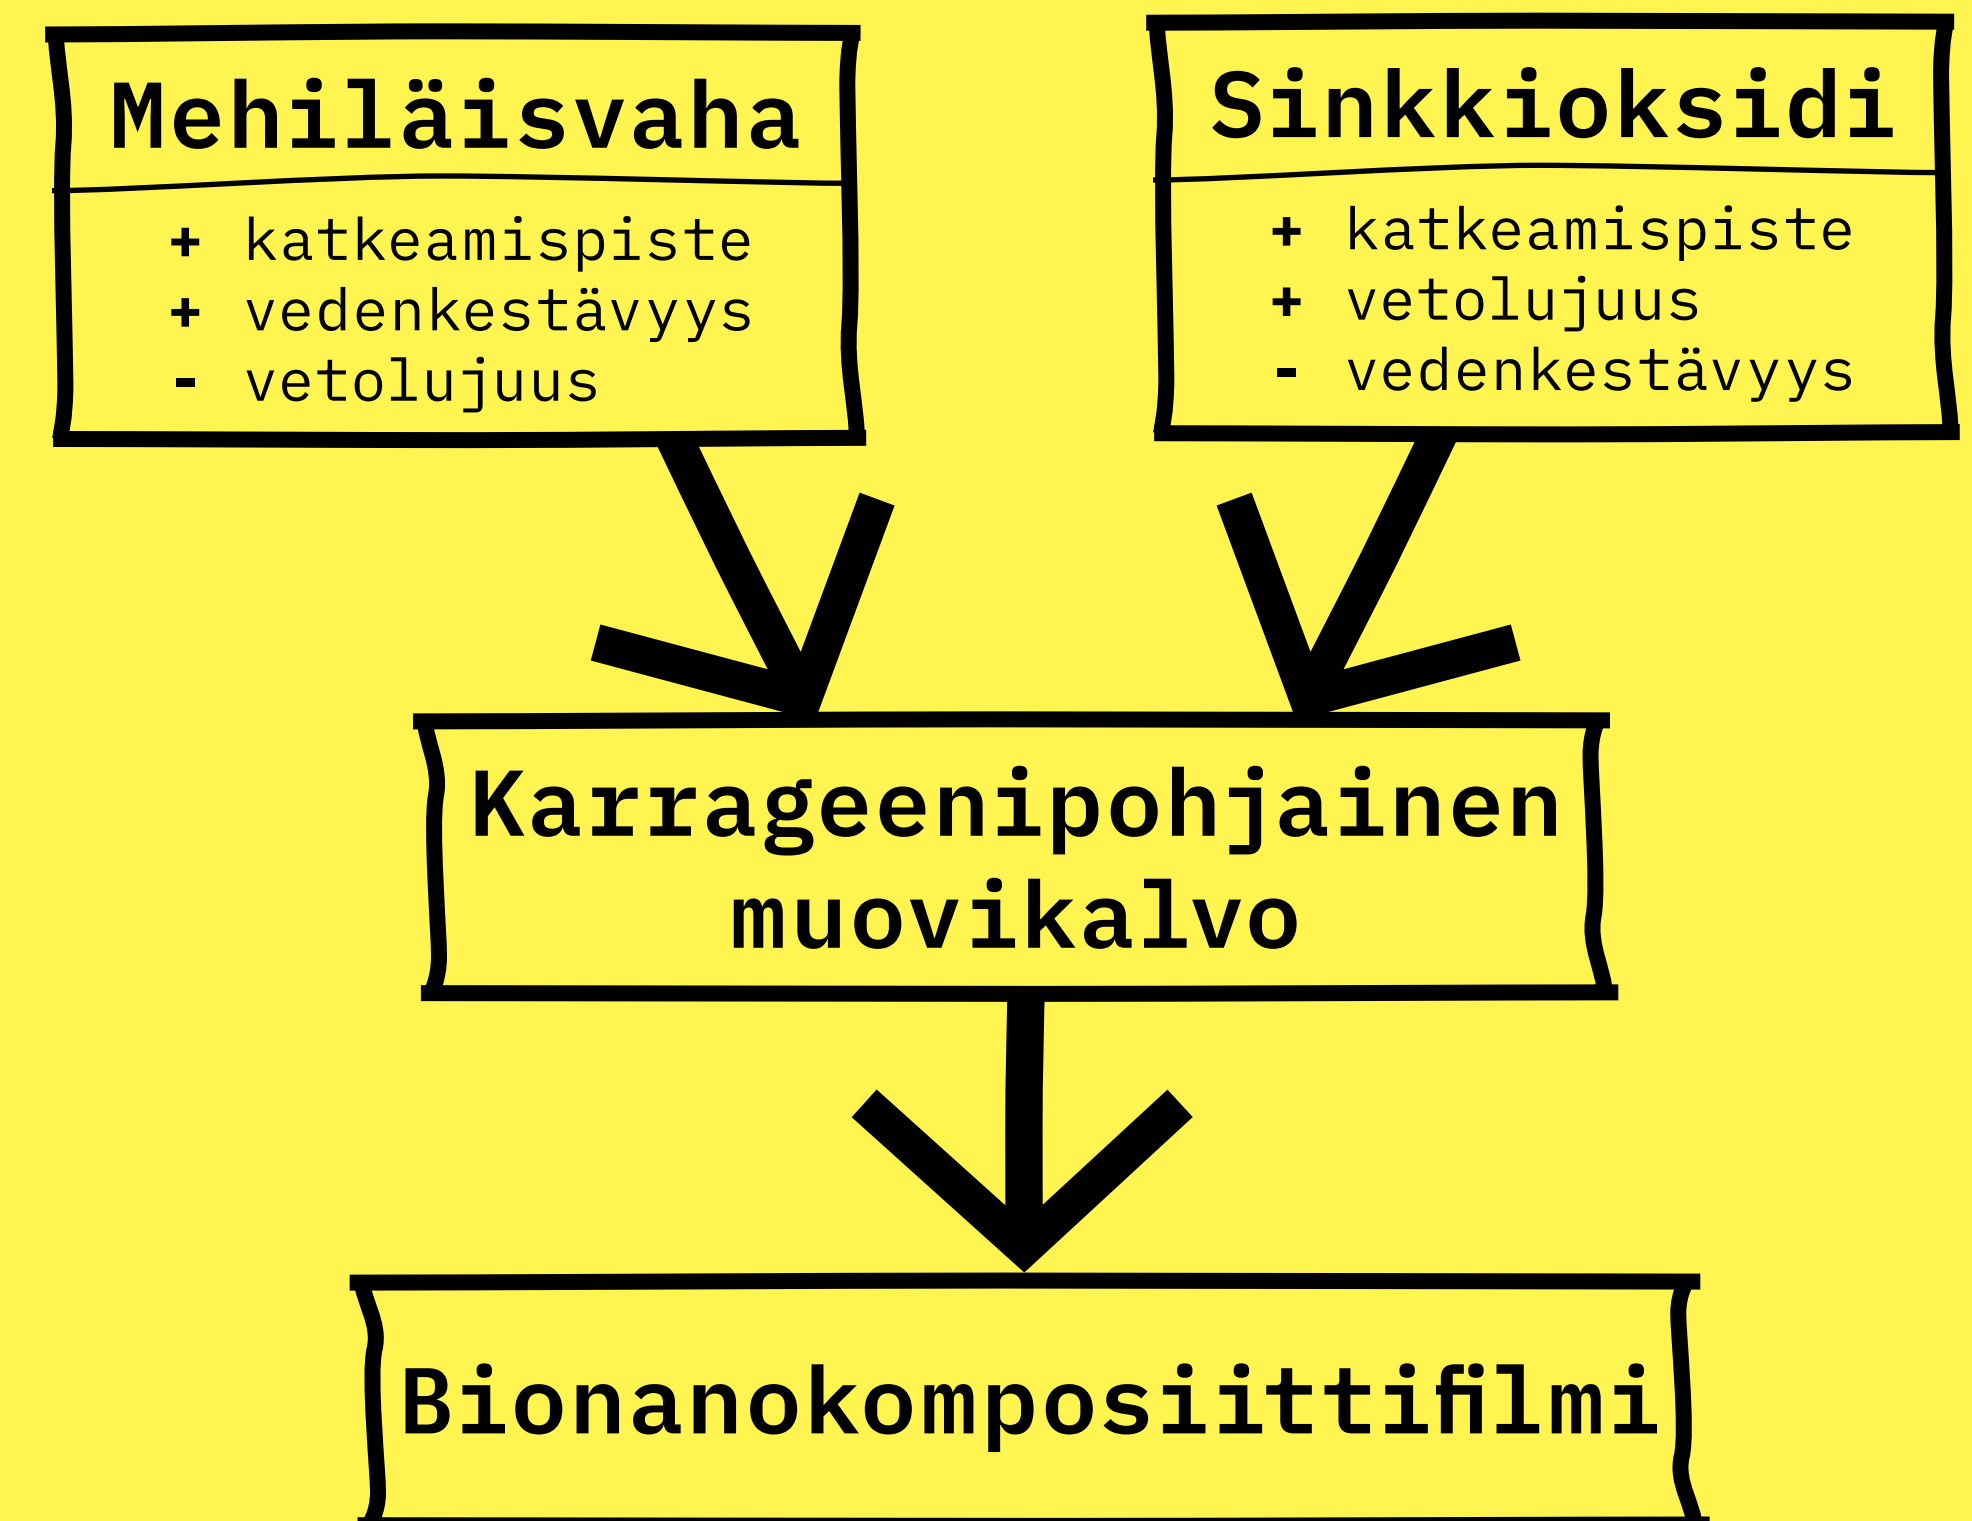 Mehiläisvaha
+ katkeamispiste
+ vedenkestävyys
- vetolujuus
Sinkkioksidi
+ katkeamispiste
+ vetolujuus
- vedenkestävyys
Karrageenipohjainen
muovikalvo
Bionanokomposiittifilmi